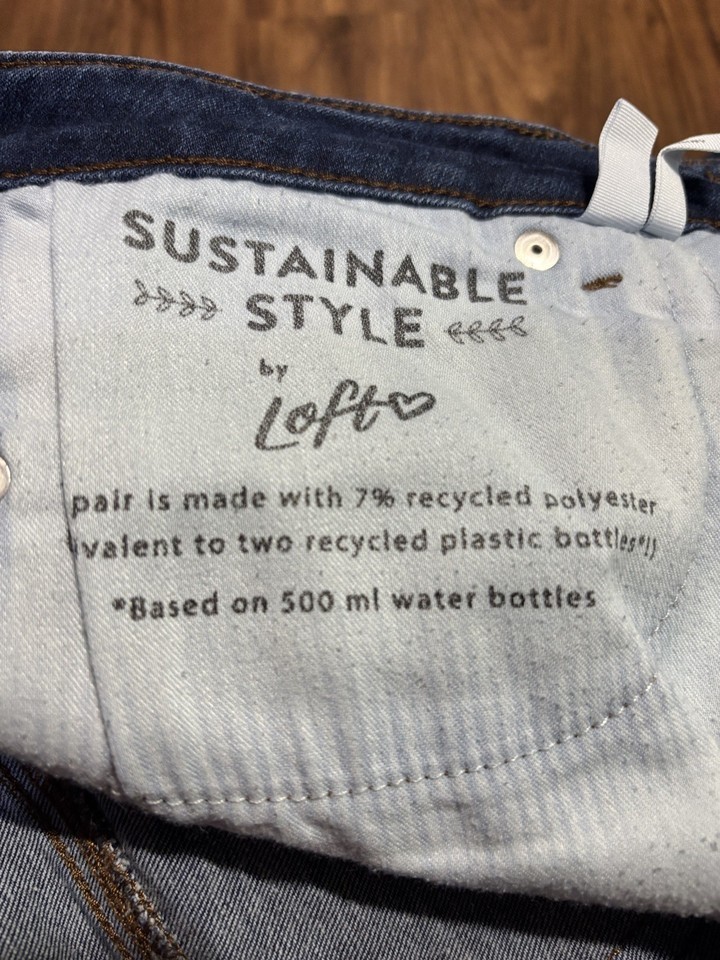 SUSTAINABLE
STYLE
by
Loft
pair is made with 7% recycled polyester
ivalent to two recycled plastic bottles*))
*Based on 500 ml water bottles